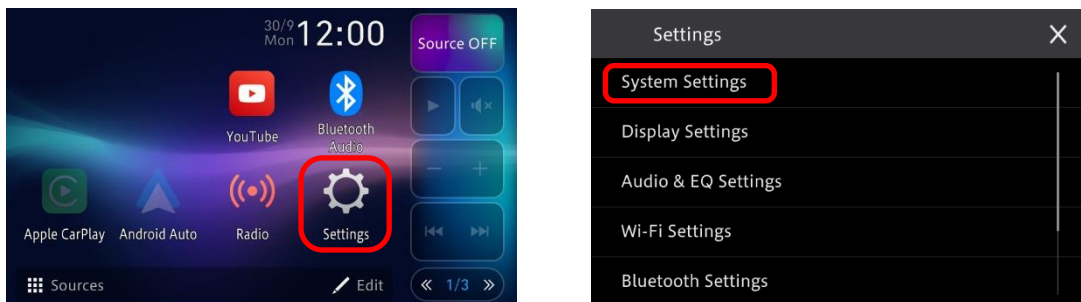 30/9
Mon
12:00
Source OFF
YouTube
Bluetooth
Audio
Apple CarPlay
Android Auto
Radio
Settings
Sources
Edit
1/3
Settings
System Settings
Display Settings
Audio & EQ Settings
Wi-Fi Settings
Bluetooth Settings